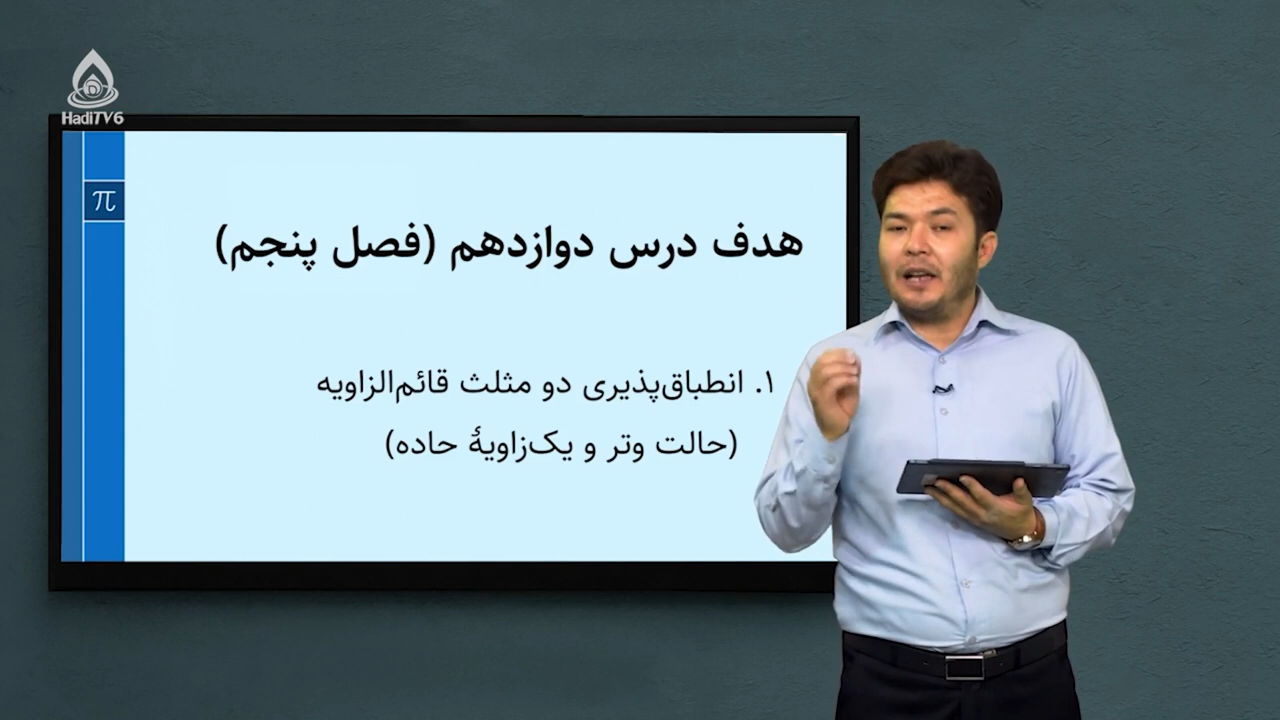 HadiTV6
π
هدف درس دوازدهم (فصل پنجم)
۱. انطباق‌پذیری دو مثلث قائم‌الزاویه
(حالت وتر و یک‌زاویهٔ حاده)